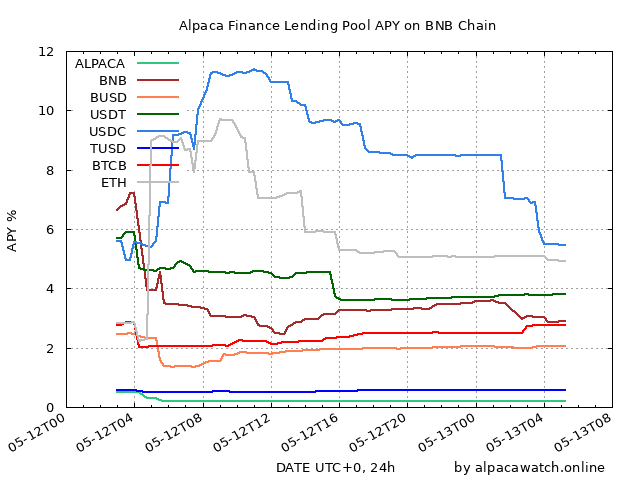 Alpaca Finance Lending Pool APY on BNB Chain
12
10
8
6
4
2
0
APY %
ALPACA
BNB
BUSD
USDT
USDC
TUSD
BTCB
ETH
05-12T00
05-12T04
05-12T08
05-12T12
05-12T16
05-12T20
05-13T00
05-13T04
05-13T08
DATE UTC+0, 24h
by alpacawatch.online